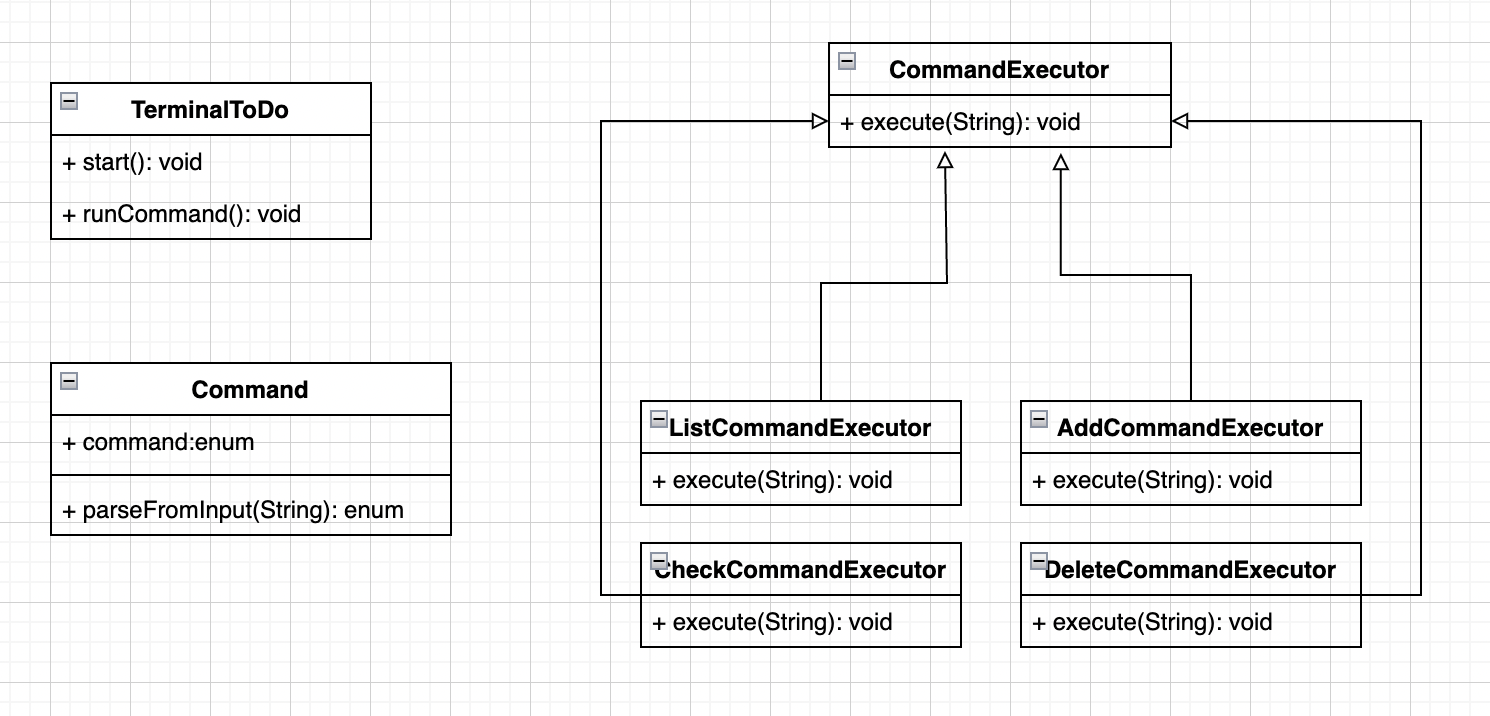 TerminalToDo
+ start(): void
+ runCommand(): void
Command
+ command:enum
+ parseFromInput(String): enum
CommandExecutor
+ execute(String): void
ListCommandExecutor
+ execute(String): void
AddCommandExecutor
+ execute(String): void
CheckCommandExecutor
+ execute(String): void
DeleteCommandExecutor
+ execute(String): void